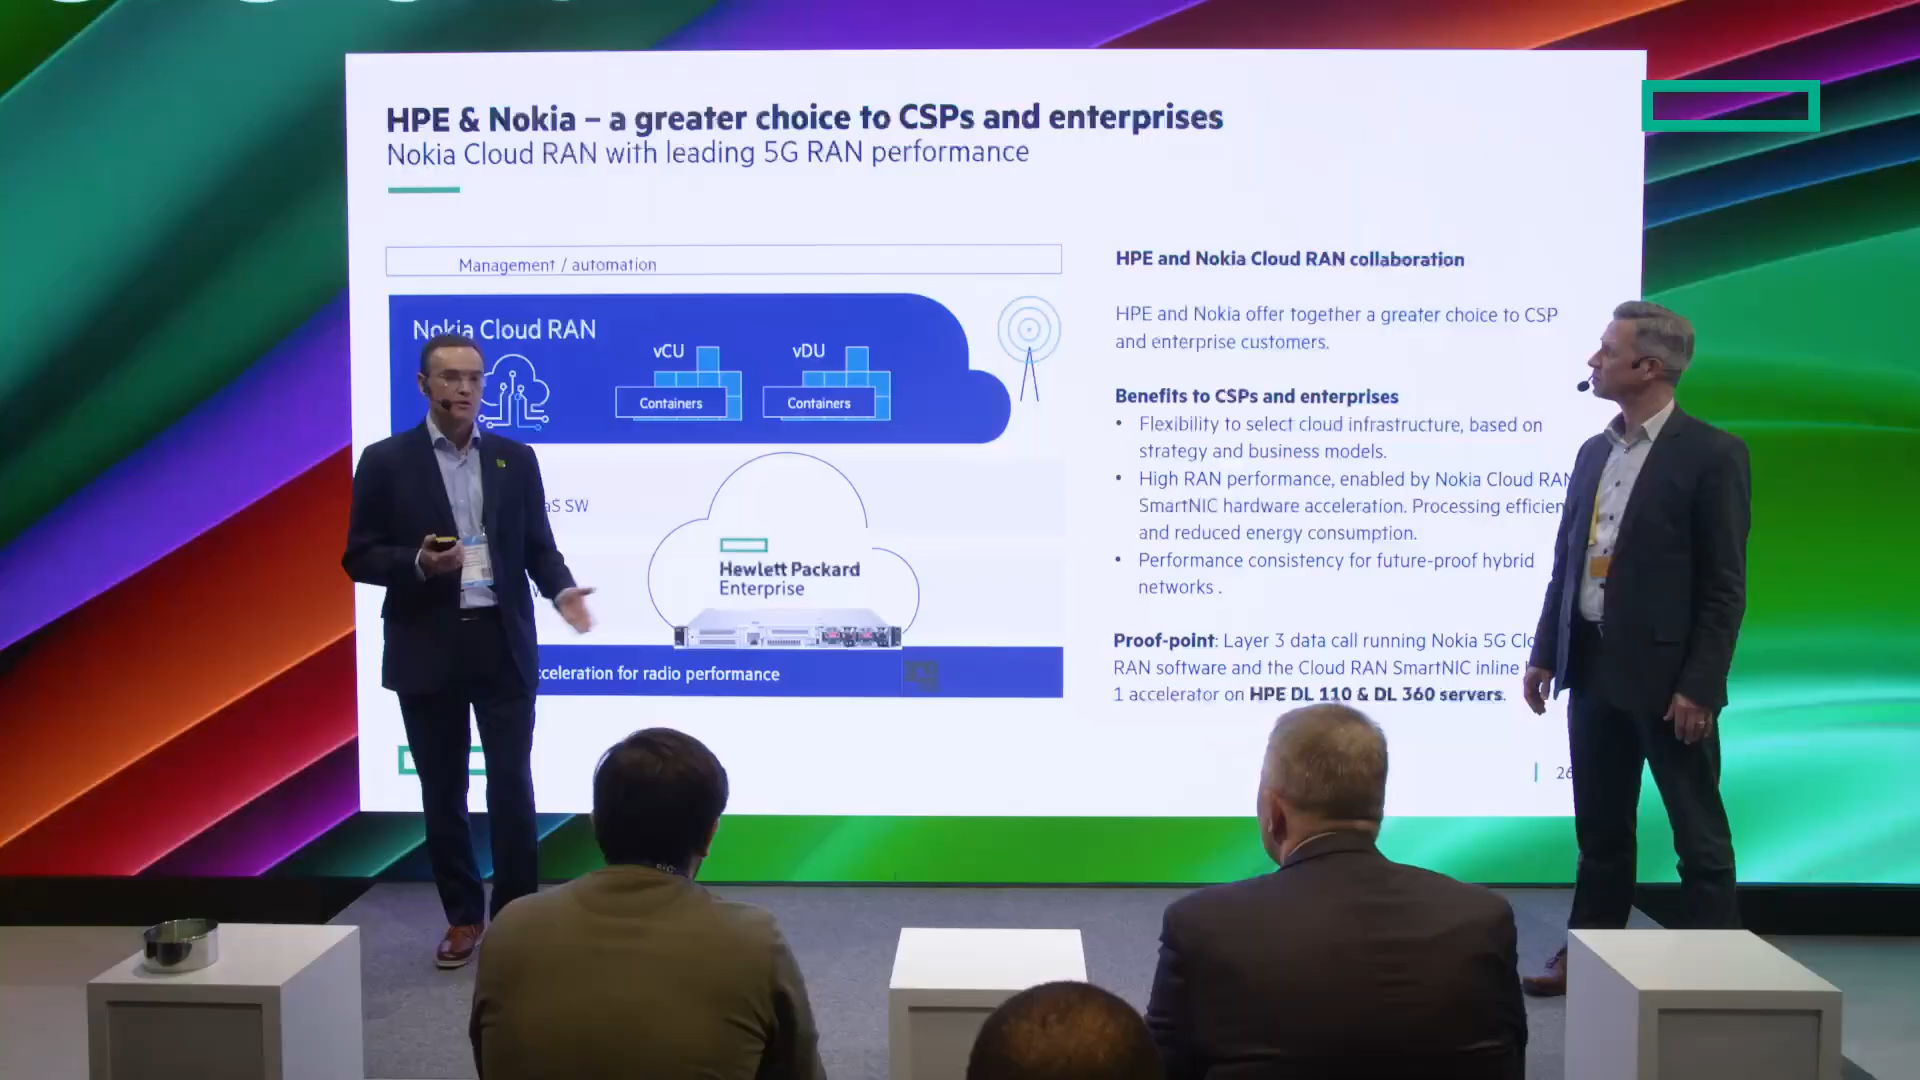 HPE & Nokia – a greater choice to CSPs and enterprises
Nokia Cloud RAN with leading 5G RAN performance
Management / automation
Nokia Cloud RAN
vCU
vDU
Containers
Containers
SW
Hewlett Packard
Enterprise
for radio performance
HPE and Nokia Cloud RAN collaboration
HPE and Nokia offer together a greater choice to CSP
and enterprise customers.
Benefits to CSPs and enterprises
• Flexibility to select cloud infrastructure, based on
strategy and business models.
• High RAN performance, enabled by Nokia Cloud RAN
SmartNIC hardware acceleration. Processing
and reduced energy consumption.
• Performance consistency for future-proof hybrid
networks .
Proof-point: Layer 3 data call running Nokia 5G
RAN software and the Cloud RAN SmartNIC inline
1 accelerator on HPE DL 110 & DL 360 servers.